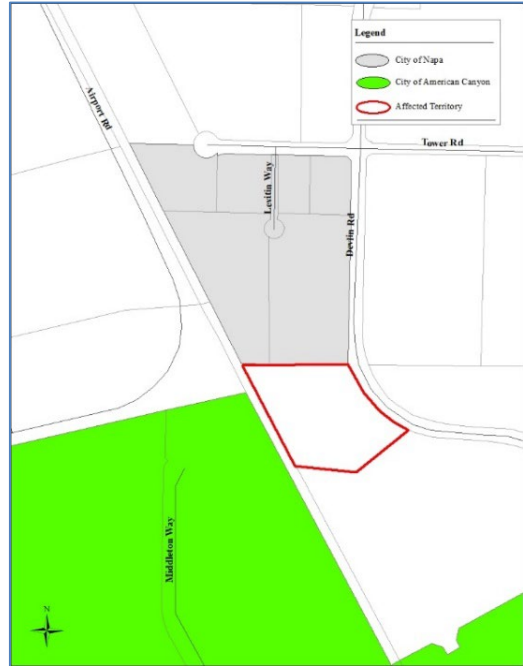 Legend
City of Napa
City of American Canyon
Affected Territory
Airport Rd
Tower Rd
Lexitin Way
Devlin Rd
Middleton Way
N